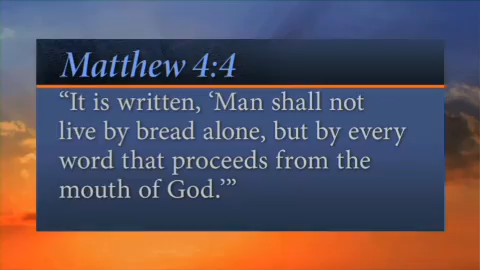 Matthew 4:4
“It is written, ‘Man shall not
live by bread alone, but by every
word that proceeds from the
mouth of God.’”